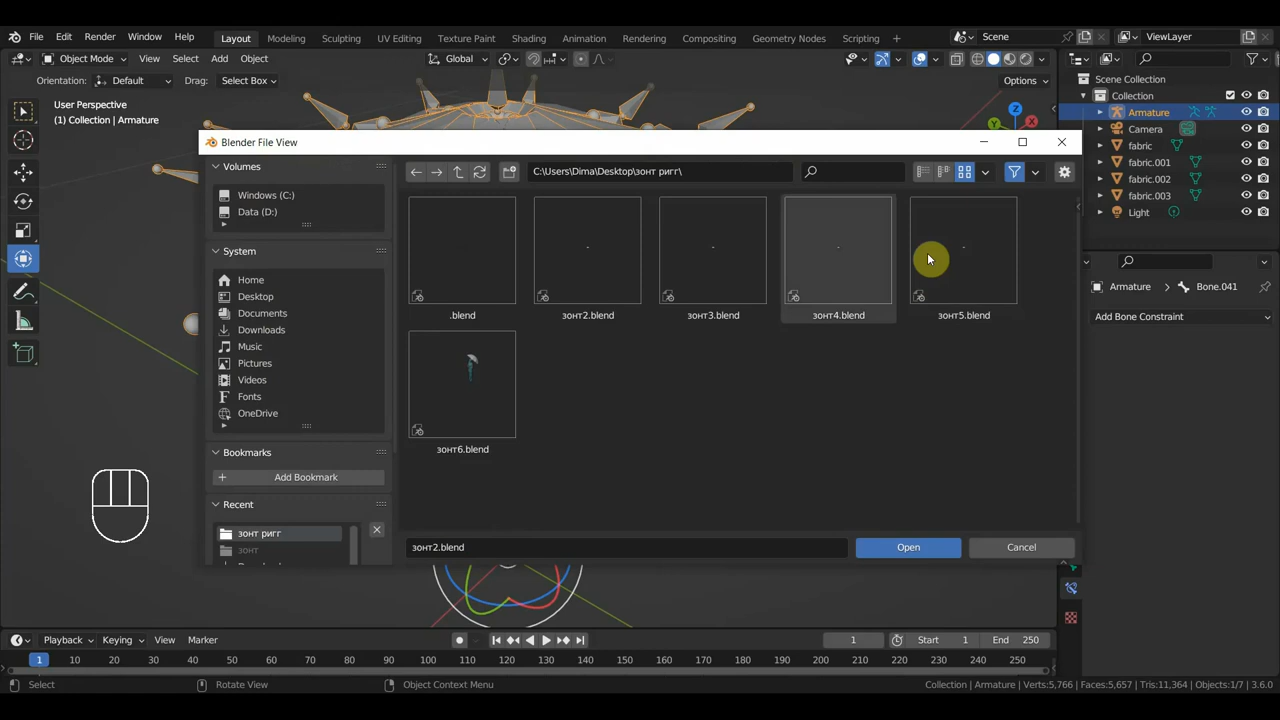 File Edit Render Window Help Layout Modeling Sculpting UV Editing Texture Paint Shading Animation Rendering Compositing Geometry Nodes Scripting + Scene ViewLayer
Object Mode View Select Add Object Global Options
Orientation: Default Drag: Select Box
User Perspective
(1) Collection | Armature
Z
Y
X
Scene Collection
Collection
Armature
Camera
fabric
fabric.001
fabric.002
fabric.003
Light
Armature > Bone.041
Add Bone Constraint
Blender File View
Volumes
Windows (C:)
Data (D:)
System
Home
Desktop
Documents
Downloads
Music
Pictures
Videos
Fonts
OneDrive
Bookmarks
+ Add Bookmark
Recent
зонт ригг
зонт
C:\Users\Dima\Desktop\зонт ригг\
.blend
зонт2.blend
зонт3.blend
зонт4.blend
зонт5.blend
зонт6.blend
зонт2.blend
Open
Cancel
Playback Keying View Marker 1 Start 1 End 250
1 10 20 30 40 50 60 70 80 90 100 110 120 130 140 150 160 170 180 190 200 210 220 230 240 250
Select Rotate View Object Context Menu Collection | Armature | Verts:5,766 | Faces:5,657 | Tris:11,364 | Objects:1/7 | 3.6.0